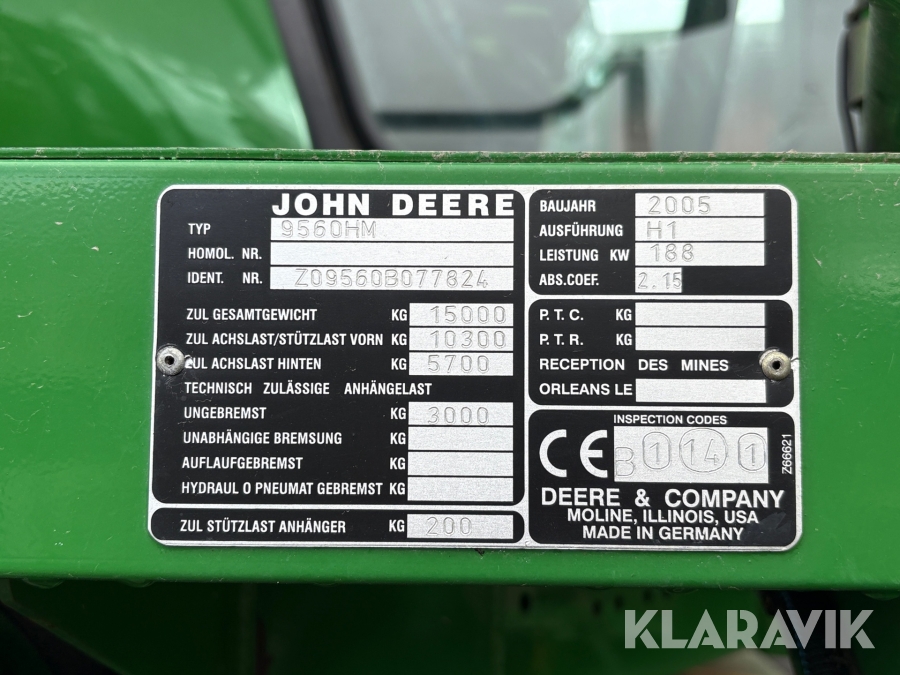 JOHN DEERE
TYP 9560HM
HOMOL. NR.
IDENT. NR. Z09560B077824
ZUL GESAMTGEWICHT KG 15000
ZUL ACHSLAST/STÜTZLAST VORN KG 10300
ZUL ACHSLAST HINTEN KG 5700
TECHNISCH ZULÄSSIGE ANHÄNGELAST
UNGEBREMST KG 3000
UNABHÄNGIGE BREMSUNG KG
AUFLAUFGEBREMST KG
HYDRAUL O PNEUMAT GEBREMST KG
ZUL STÜTZLAST ANHÄNGER KG 200
BAUJAHR 2005
AUSFÜHRUNG H1
LEISTUNG KW 188
ABS.COEF. 2.15
P.T.C. KG
P.T.R. KG
RECEPTION DES MINES
ORLEANS LE
INSPECTION CODES
CE B 1 0 14 1
Z66621
DEERE & COMPANY
MOLINE, ILLINOIS, USA
MADE IN GERMANY
KLARAVIK